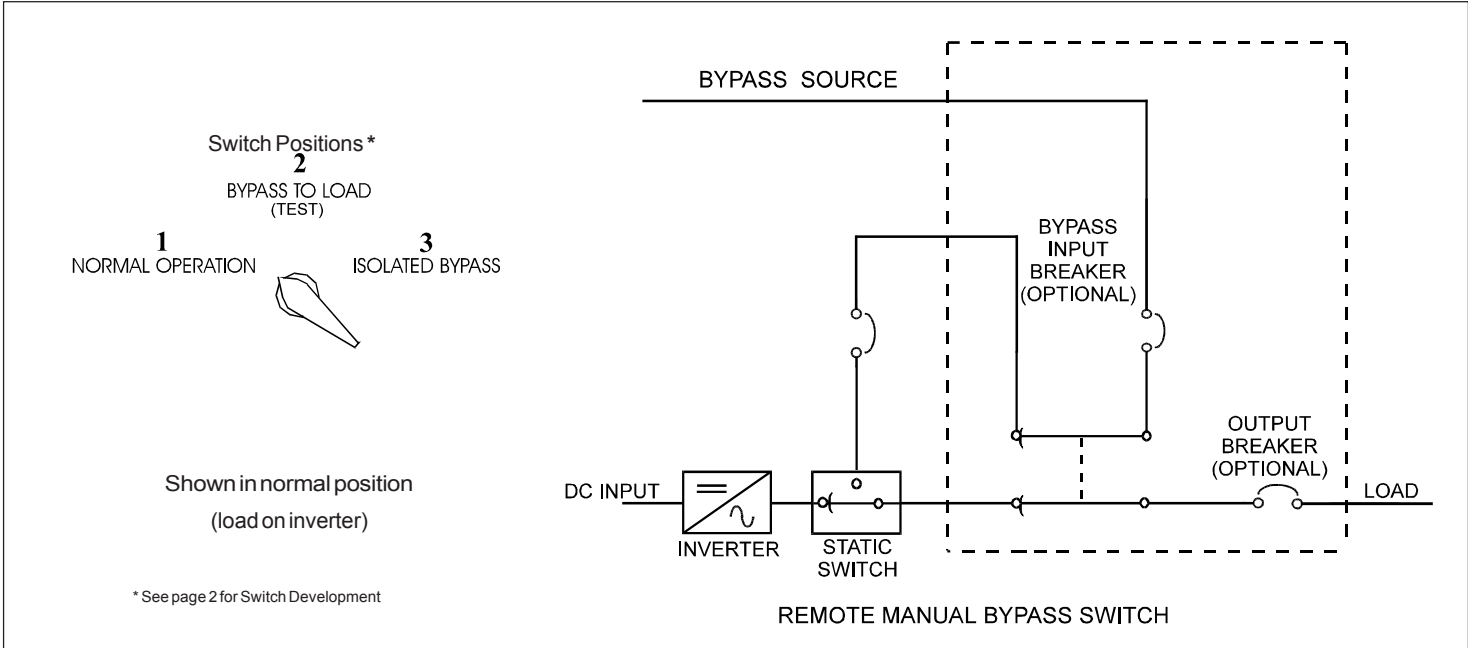 Switch Positions *
2
BYPASS TO LOAD
(TEST)
1
NORMAL OPERATION
3
ISOLATED BYPASS
Shown in normal position
(load on inverter)
* See page 2 for Switch Development
BYPASS SOURCE
BYPASS
INPUT
BREAKER
(OPTIONAL)
OUTPUT
BREAKER
(OPTIONAL)
DC INPUT
LOAD
INVERTER
STATIC
SWITCH
REMOTE MANUAL BYPASS SWITCH